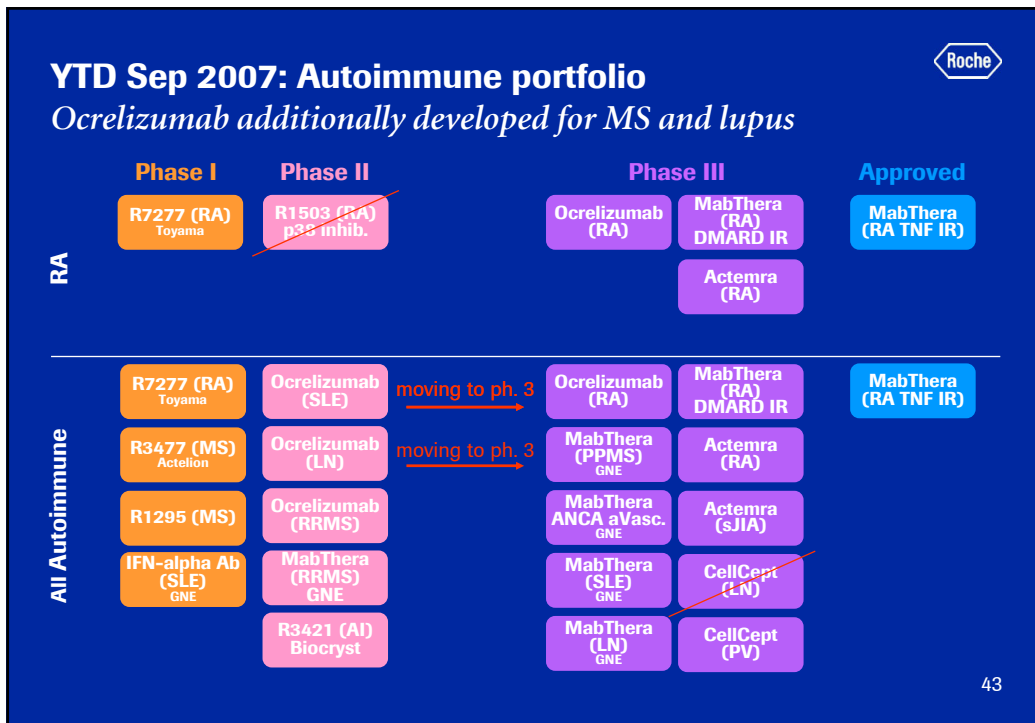 Roche
YTD Sep 2007: Autoimmune portfolio
Ocrelizumab additionally developed for MS and lupus
Phase I
Phase II
Phase III
Approved
RA
R7277 (RA)
Toyama
R1503 (RA)
p38 inhib.
Ocrelizumab
(RA)
MabThera
(RA)
DMARD IR
MabThera
(RA TNF IR)
Actemra
(RA)
All Autoimmune
R7277 (RA)
Toyama
Ocrelizumab
(SLE)
moving to ph. 3
Ocrelizumab
(RA)
MabThera
(RA)
DMARD IR
MabThera
(RA TNF IR)
R3477 (MS)
Actelion
Ocrelizumab
(LN)
moving to ph. 3
MabThera
(PPMS)
GNE
Actemra
(RA)
R1295 (MS)
Ocrelizumab
(RRMS)
MabThera
ANCA aVasc.
GNE
Actemra
(sJIA)
IFN-alpha Ab
(SLE)
GNE
MabThera
(RRMS)
GNE
MabThera
(SLE)
GNE
CellCept
(LN)
R3421 (AI)
Biocryst
MabThera
(LN)
GNE
CellCept
(PV)
43